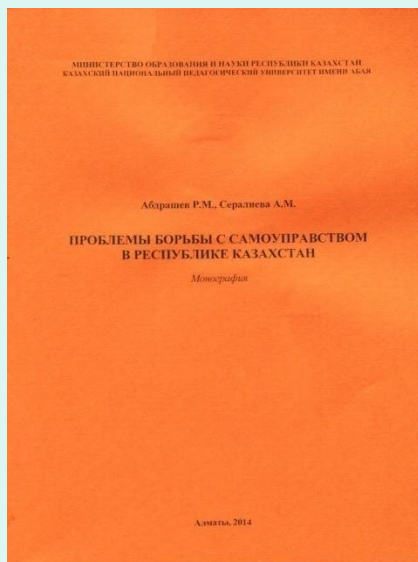 МИНИСТЕРСТВО ОБРАЗОВАНИЯ И НАУКИ РЕСПУБЛИКИ КАЗАХСТАН
КАЗАХСКИЙ НАЦИОНАЛЬНЫЙ ПЕДАГОГИЧЕСКИЙ УНИВЕРСИТЕТ ИМЕНИ АБАЯ
Абдрашев Р.М., Сералиева А.М.
ПРОБЛЕМЫ БОРЬБЫ С САМОУПРАВСТВОМ
В РЕСПУБЛИКЕ КАЗАХСТАН
Монография
Алматы, 2014